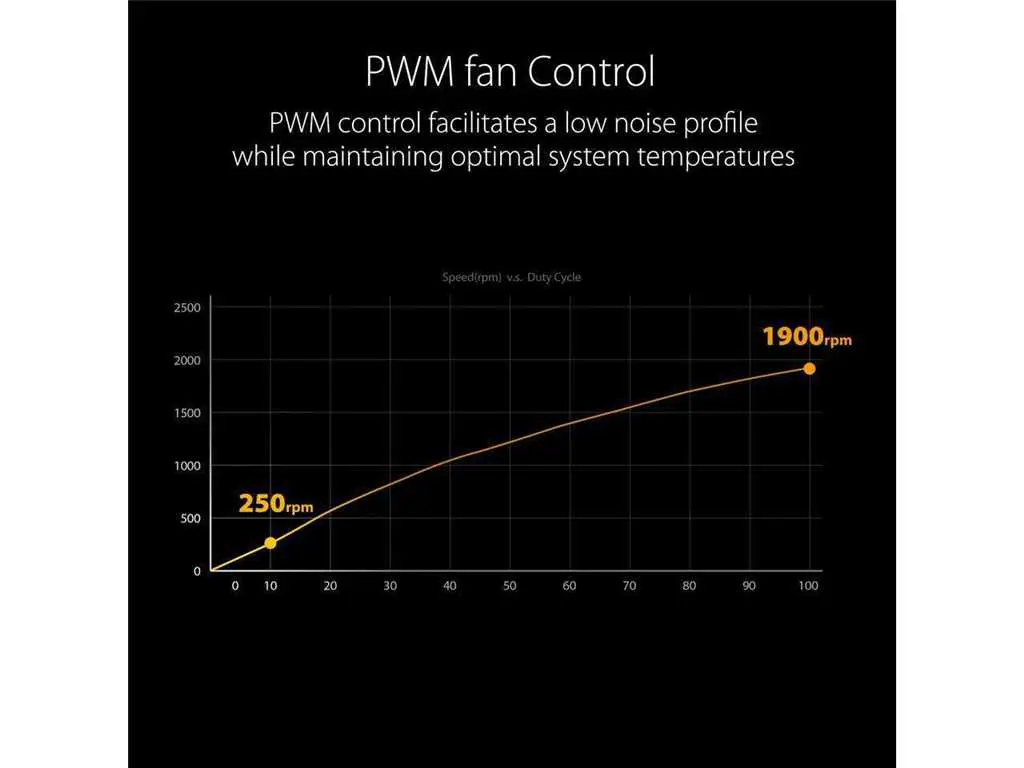 PWM fan Control
PWM control facilitates a low noise profile
while maintaining optimal system temperatures
Speed(rpm) v.s. Duty Cycle
2500
2000
1500
1000
500
0
1900rpm
250rpm
0 10 20 30 40 50 60 70 80 90 100